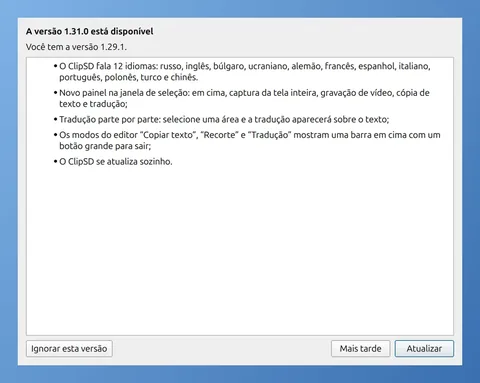 A versão 1.31.0 está disponível
Você tem a versão 1.29.1.
• O ClipSD fala 12 idiomas: russo, inglês, búlgaro, ucraniano, alemão, francês, espanhol, italiano,
português, polonês, turco e chinês.
• Novo painel na janela de seleção: em cima, captura da tela inteira, gravação de vídeo, cópia de
texto e tradução;
• Tradução parte por parte: selecione uma área e a tradução aparecerá sobre o texto;
• Os modos do editor “Copiar texto”, “Recorte” e “Tradução” mostram uma barra em cima com um
botão grande para sair;
• O ClipSD se atualiza sozinho.
Ignorar esta versão
Mais tarde
Atualizar